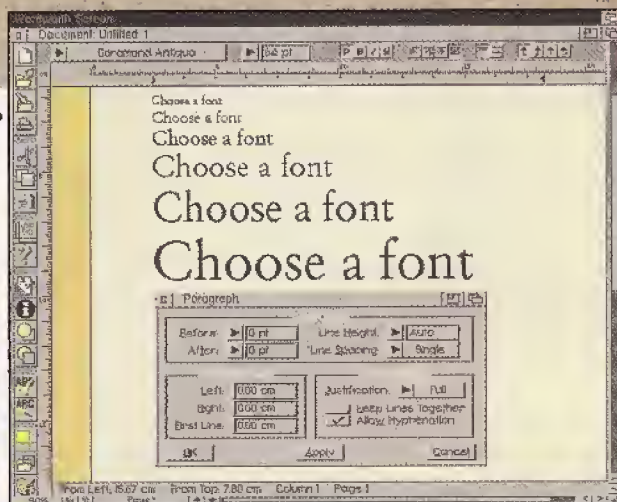 Wordworth Screen
Document: Untitled 1
Garamond Antiqua 54 pt
Choose a font
Choose a font
Choose a font
Choose a font
Choose a font
Choose a font
Paragraph
Before: 0 pt Line Height: Auto
After: 0 pt Line Spacing: Single
Left: 0.00 cm Justification: Full
Right: 0.00 cm Keep Lines Together
First Line: 0.00 cm Allow Hyphenation
OK Apply Cancel
From Left: 15.67 cm From Top: 7.80 cm Column 1 Page 1